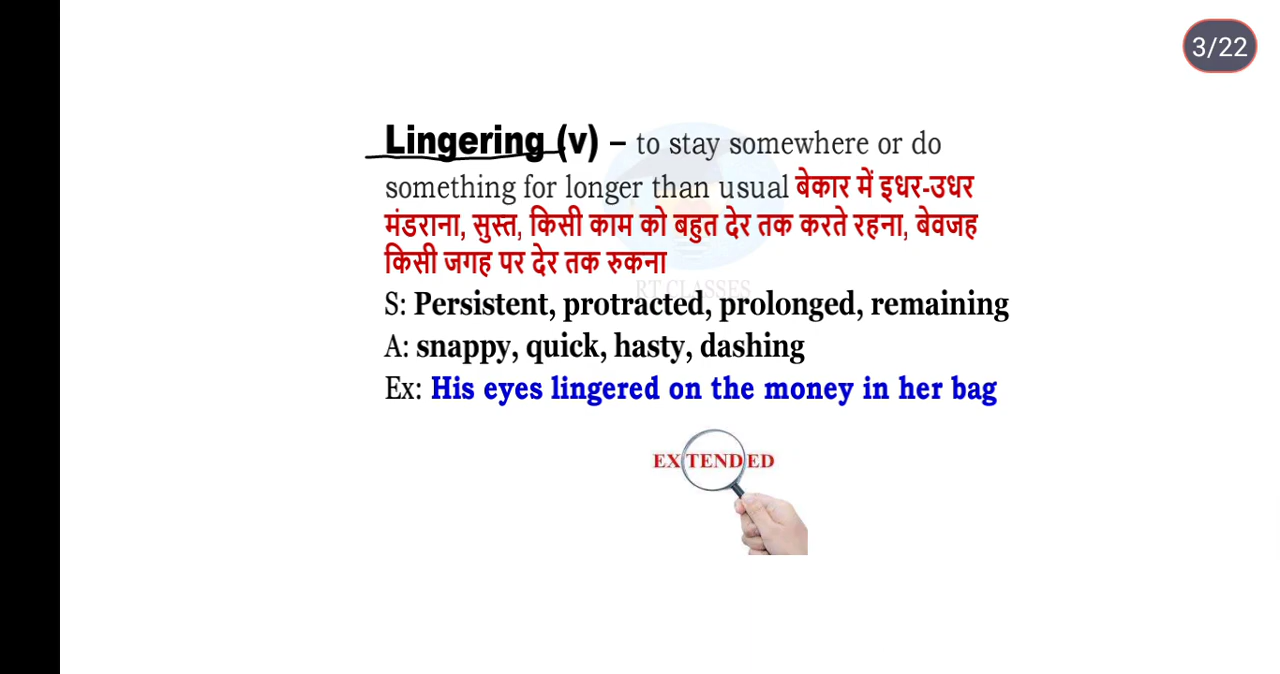 3/22
Lingering (v) – to stay somewhere or do
something for longer than usual बेकार में इधर-उधर
मंडराना, सुस्त, किसी काम को बहुत देर तक करते रहना, बेवजह
किसी जगह पर देर तक रुकना
RT CLASSES
S: Persistent, protracted, prolonged, remaining
A: snappy, quick, hasty, dashing
Ex: His eyes lingered on the money in her bag
EXTENDED